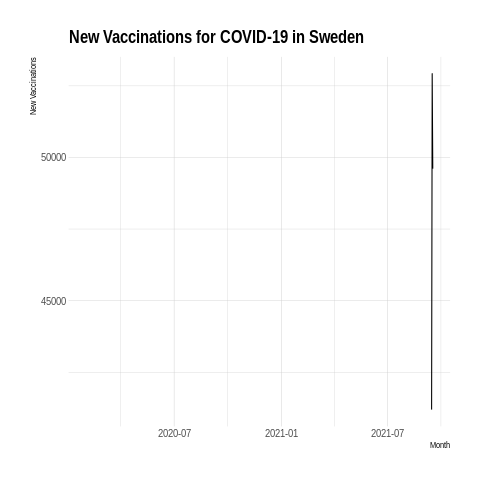 New Vaccinations for COVID-19 in Sweden
New Vaccinations
50000
45000
2020-07
2021-01
2021-07
Month